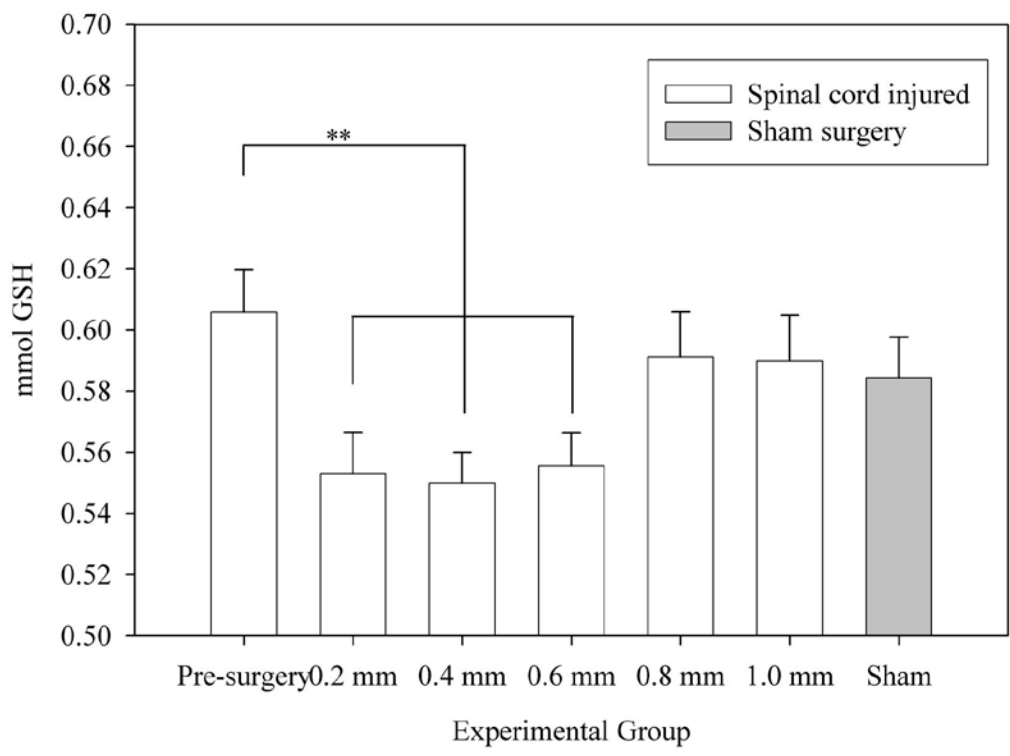 0.70
0.68
0.66
0.64
0.62
0.60
0.58
0.56
0.54
0.52
0.50
mmol GSH
**
Spinal cord injured
Sham surgery
Pre-surgery 0.2 mm 0.4 mm 0.6 mm 0.8 mm 1.0 mm Sham
Experimental Group